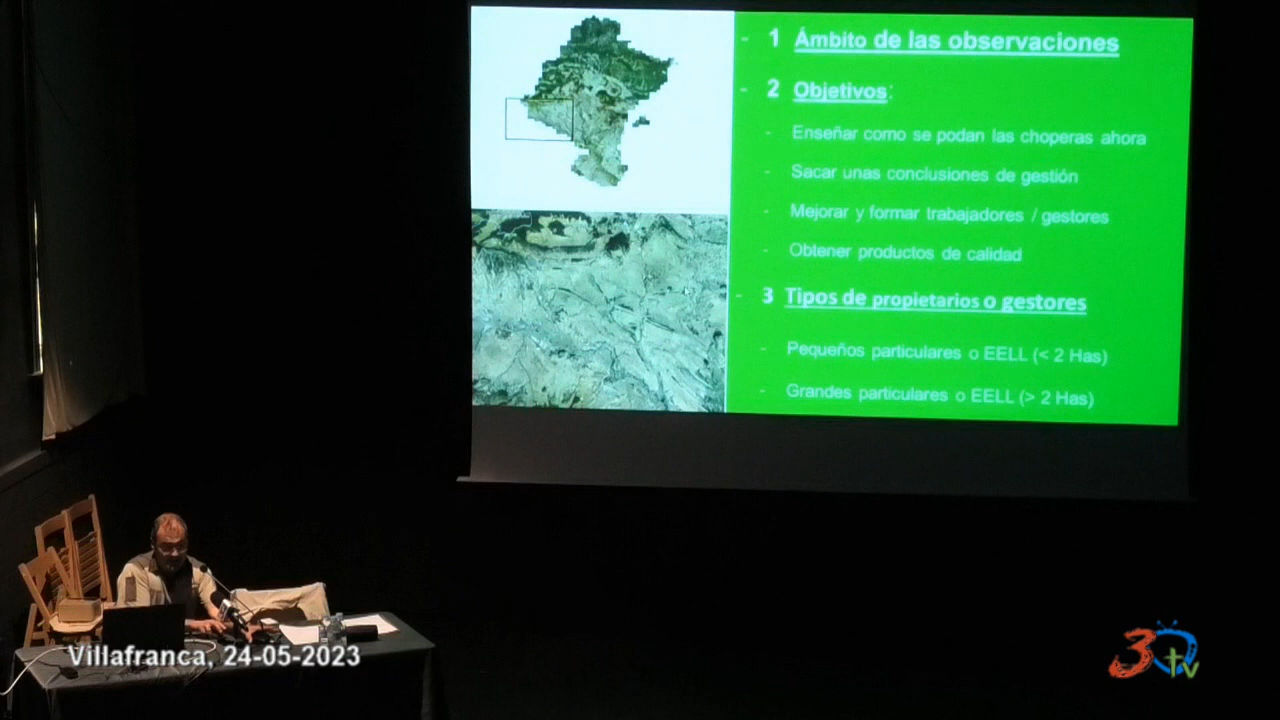 - 1 Ámbito de las observaciones
- 2 Objetivos:
- Enseñar como se podan las choperas ahora
- Sacar unas conclusiones de gestión
- Mejorar y formar trabajadores / gestores
- Obtener productos de calidad
- 3 Tipos de propietarios o gestores
- Pequeños particulares o EELL (< 2 Has)
- Grandes particulares o EELL (> 2 Has)
Villafranca, 24-05-2023
30 tv